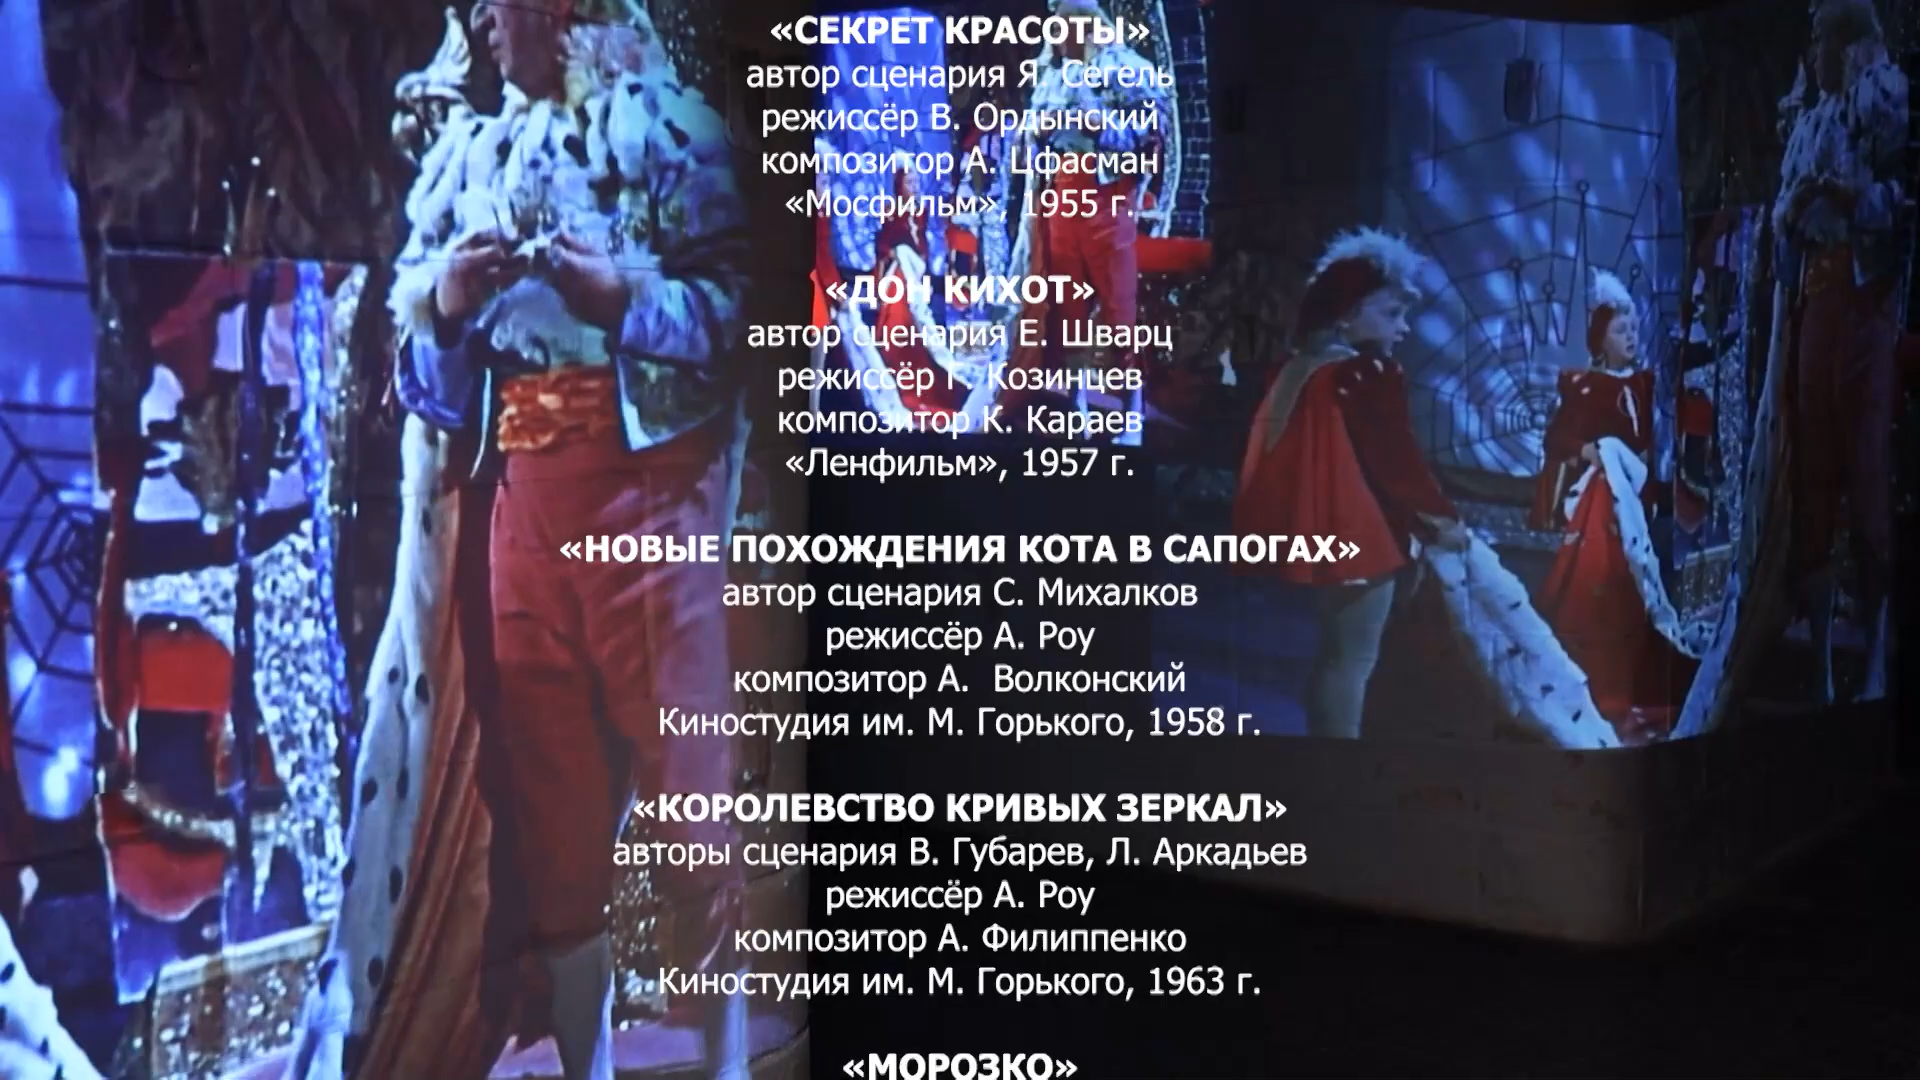 «СЕКРЕТ КРАСОТЫ»
автор сценария Я. Сегель
режиссёр В. Ордынский
композитор А. Цфасман
«Мосфильм», 1955 г.
«ДОН КИХОТ»
автор сценария Е. Шварц
режиссёр Г. Козинцев
композитор К. Караев
«Ленфильм», 1957 г.
«НОВЫЕ ПОХОЖДЕНИЯ КОТА В САПОГАХ»
автор сценария С. Михалков
режиссёр А. Роу
композитор А.  Волконский
Киностудия им. М. Горького, 1958 г.
«КОРОЛЕВСТВО КРИВЫХ ЗЕРКАЛ»
авторы сценария В. Губарев, Л. Аркадьев
режиссёр А. Роу
композитор А. Филиппенко
Киностудия им. М. Горького, 1963 г.
«МОРОЗКО»